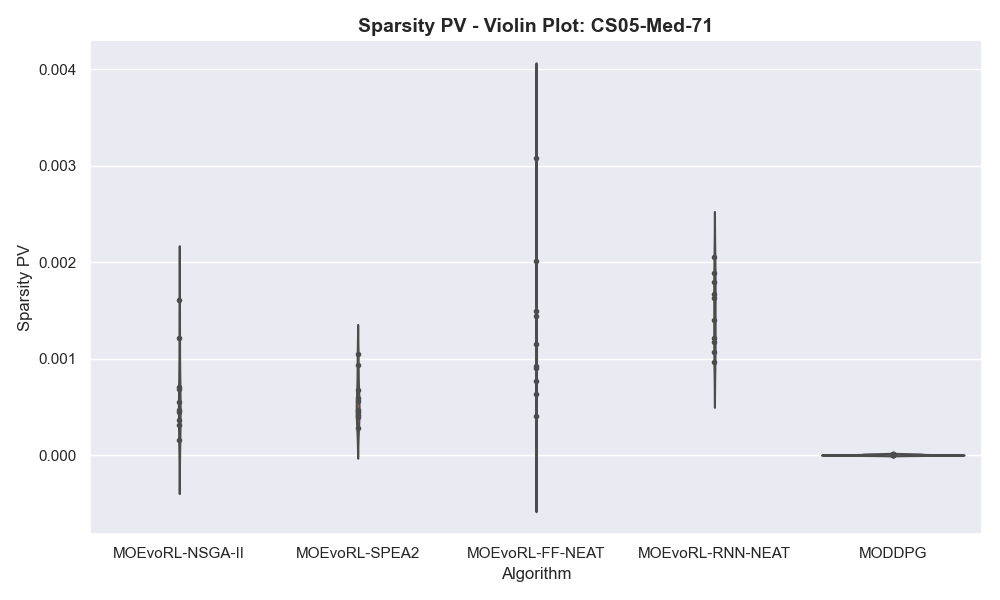 Sparsity PV - Violin Plot: CS05-Med-71
Sparsity PV
0.004
0.003
0.002
0.001
0.000
MOEvoRL-NSGA-II
MOEvoRL-SPEA2
MOEvoRL-FF-NEAT
MOEvoRL-RNN-NEAT
MODDPG
Algorithm